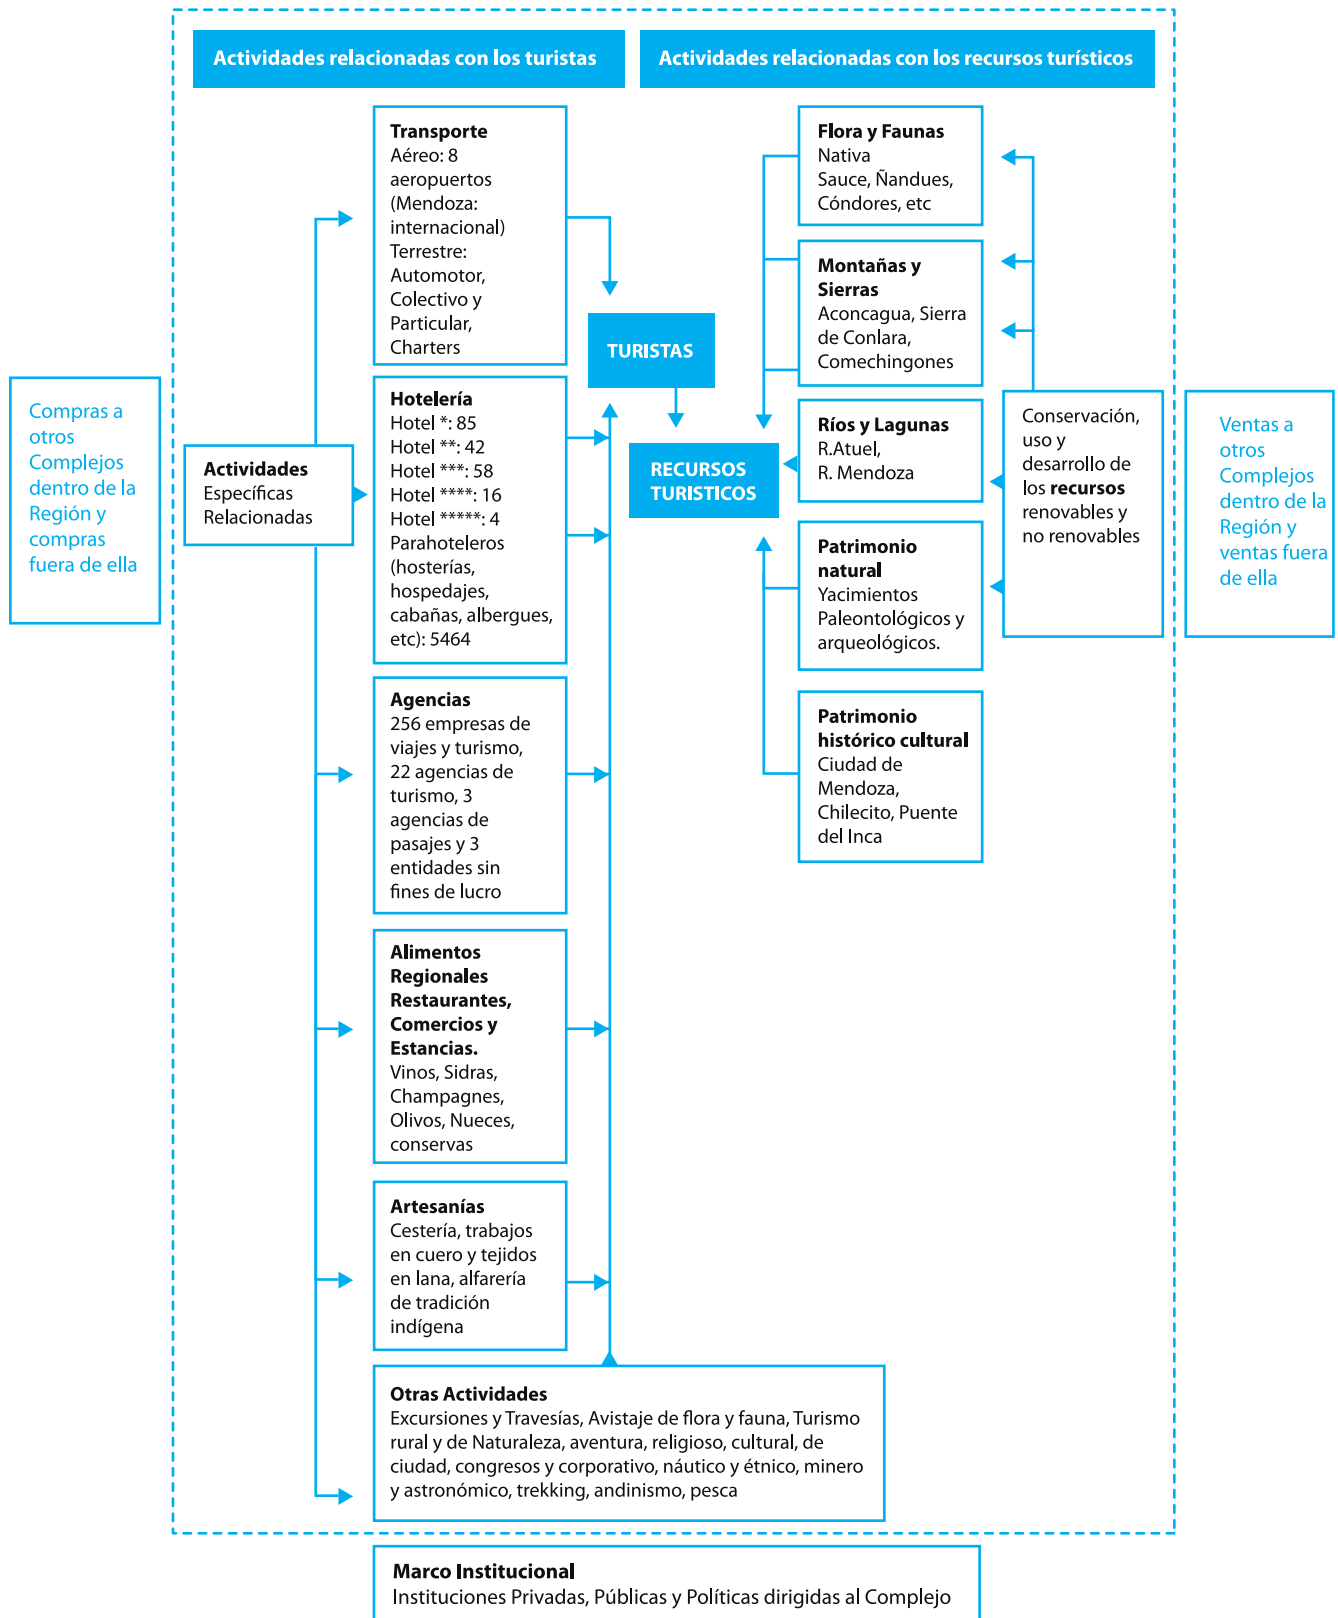 Actividades relacionadas con los turistas
Actividades relacionadas con los recursos turísticos
Compras a
otros
Complejos
dentro de la
Región y
compras
fuera de ella
Actividades
Específicas
Relacionadas
Transporte
Aéreo: 8
aeropuertos
(Mendoza:
internacional)
Terrestre:
Automotor,
Colectivo y
Particular,
Charters
Hotelería
Hotel *: 85
Hotel **: 42
Hotel ***: 58
Hotel ****: 16
Hotel *****: 4
Parahoteleros
(hosterías,
hospedajes,
cabañas, albergues,
etc): 5464
Agencias
256 empresas de
viajes y turismo,
22 agencias de
turismo, 3
agencias de
pasajes y 3
entidades sin
fines de lucro
Alimentos
Regionales
Restaurantes,
Comercios y
Estancias.
Vinos, Sidras,
Champagnes,
Olivos, Nueces,
conservas
Artesanías
Cestería, trabajos
en cuero y tejidos
en lana, alfarería
de tradición
indígena
Otras Actividades
Excursiones y Travesías, Avistaje de flora y fauna, Turismo
rural y de Naturaleza, aventura, religioso, cultural, de
ciudad, congresos y corporativo, náutico y étnico, minero
y astronómico, trekking, andinismo, pesca
TURISTAS
RECURSOS
TURISTICOS
Flora y Faunas
Nativa
Sauce, Ñandues,
Cóndores, etc
Montañas y
Sierras
Aconcagua, Sierra
de Conlara,
Comechingones
Ríos y Lagunas
R.Atuel,
R. Mendoza
Patrimonio
natural
Yacimientos
Paleontológicos y
arqueológicos.
Patrimonio
histórico cultural
Ciudad de
Mendoza,
Chilecito, Puente
del Inca
Conservación,
uso y
desarrollo de
los recursos
renovables y
no renovables
Ventas a
otros
Complejos
dentro de la
Región y
ventas fuera
de ella
Marco Institucional
Instituciones Privadas, Públicas y Políticas dirigidas al Complejo